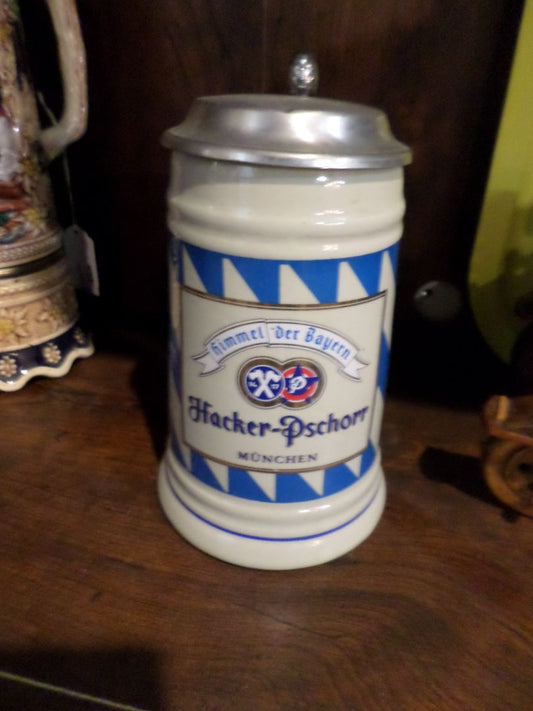 Himmel der Bayern
P
Hacker-Pschorr
MÜNCHEN